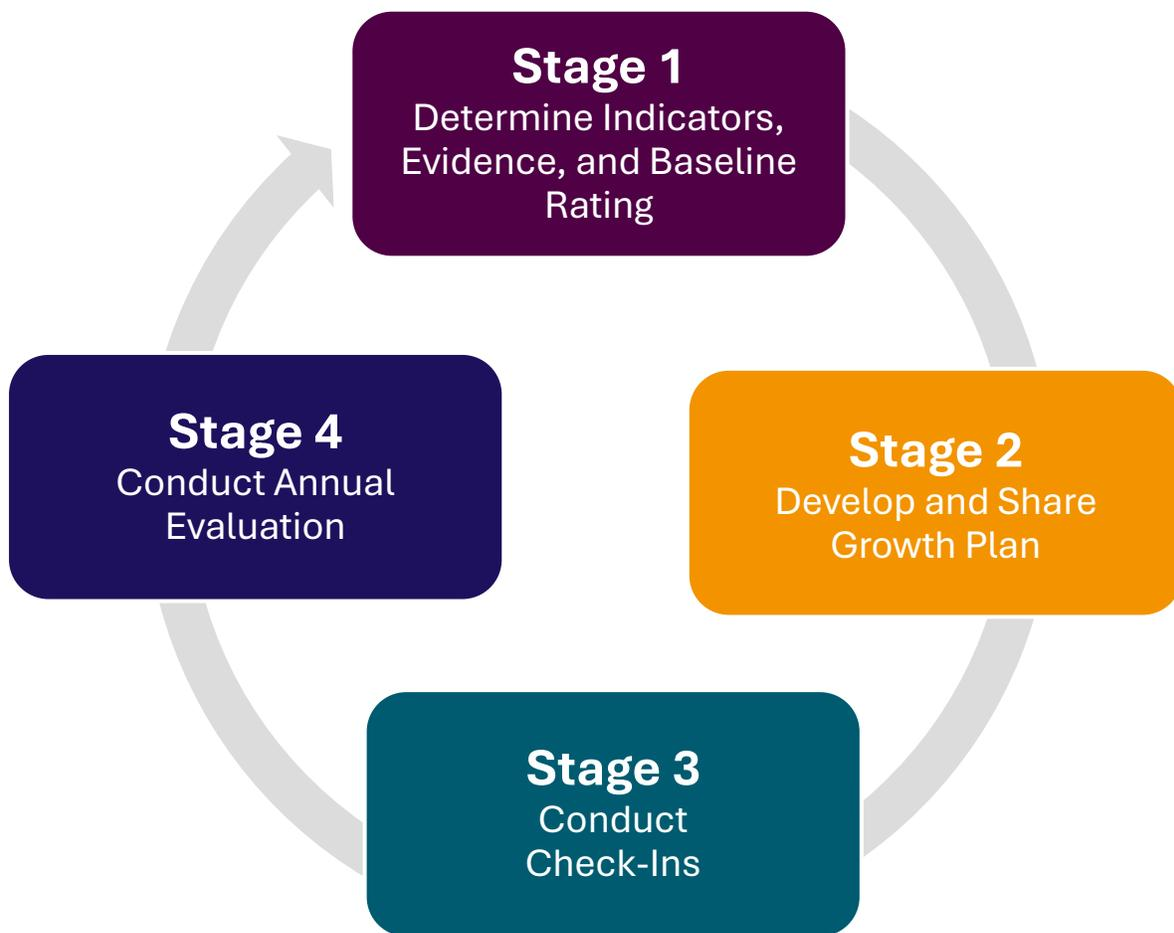 Stage 1
Determine Indicators,
Evidence, and Baseline
Rating
Stage 2
Develop and Share
Growth Plan
Stage 3
Conduct
Check-Ins
Stage 4
Conduct Annual
Evaluation